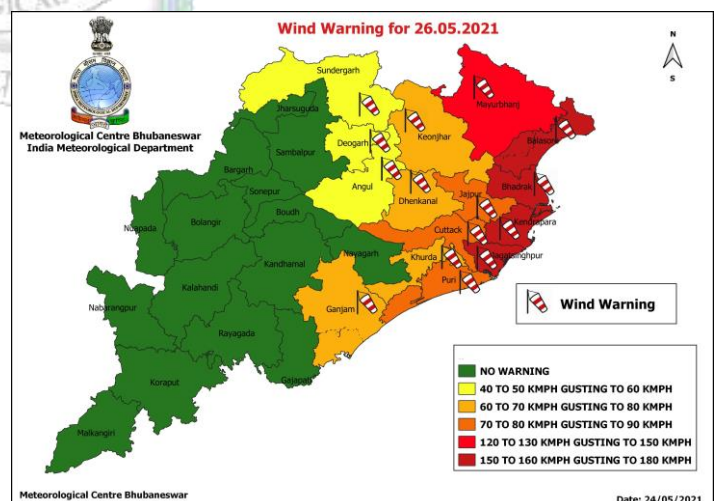 Wind Warning for 26.05.2021
N
S
Meteorological Centre Bhubaneswar
India Meteorological Department
Sundergarh
Jharsuguda
Mayurbhanj
Keonjhar
Balasore
Sambalpur
Deogarh
Bargarh
Angul
Bhadrak
Sonepur
Dhenkanal
Jajpur
Boudh
Bolangir
Kendrapara
Nuapada
Cuttack
Nayagarh
Jagatsinghpur
Khurda
Kandhamal
Puri
Kalahandi
Nabarangpur
Ganjam
Wind Warning
Rayagada
Gajapati
Koraput
Malkangiri
NO WARNING
40 TO 50 KMPH GUSTING TO 60 KMPH
60 TO 70 KMPH GUSTING TO 80 KMPH
70 TO 80 KMPH GUSTING TO 90 KMPH
120 TO 130 KMPH GUSTING TO 150 KMPH
150 TO 160 KMPH GUSTING TO 180 KMPH
Meteorological Centre Bhubaneswar
Date: 24/05/2021